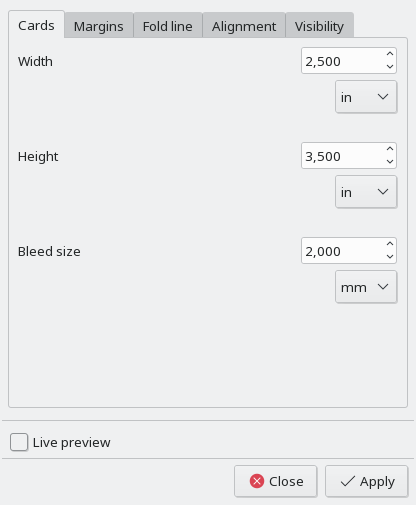 Cards Margins Fold line Alignment Visibility
Width 2,500
in
Height 3,500
in
Bleed size 2,000
mm
Live preview
Close Apply